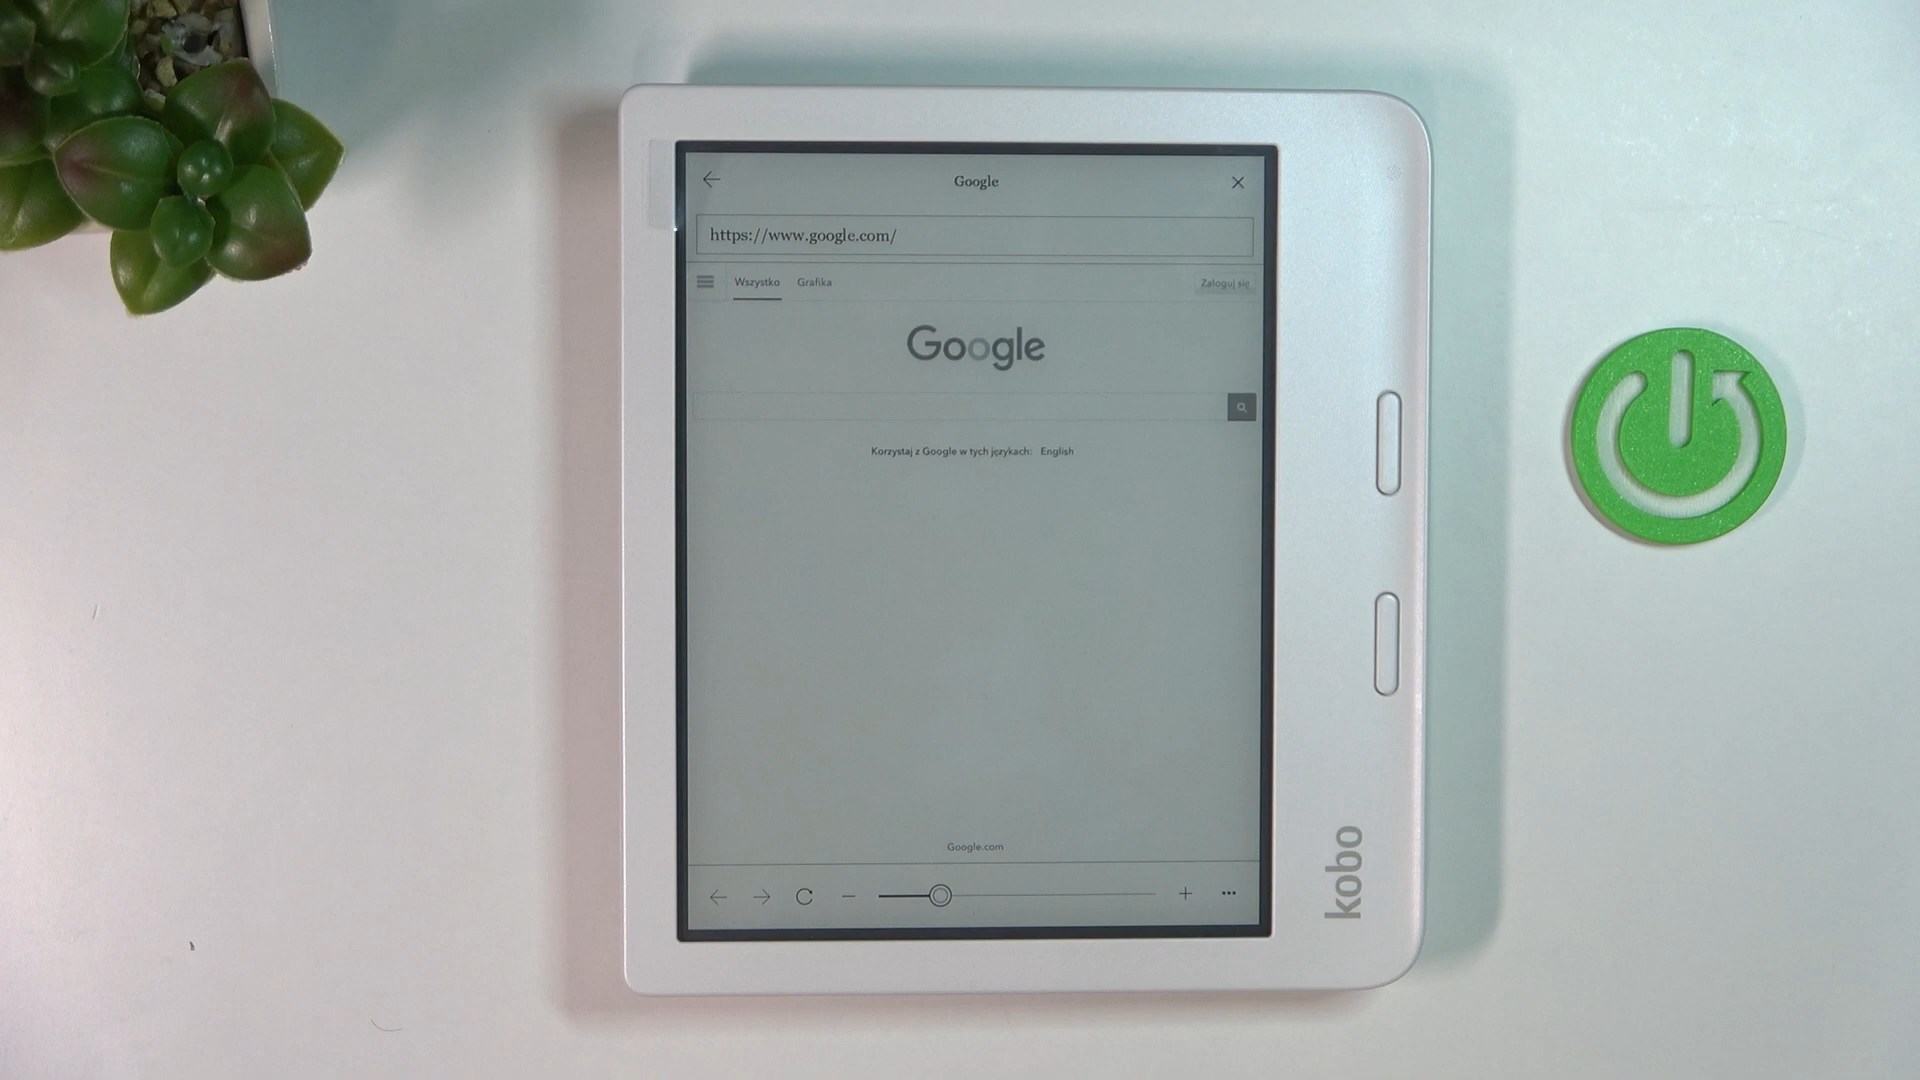 Google
https://www.google.com/
Wszystko Grafika Zaloguj się
Google
Korzystaj z Google w tych językach: English
Google.com
kobo